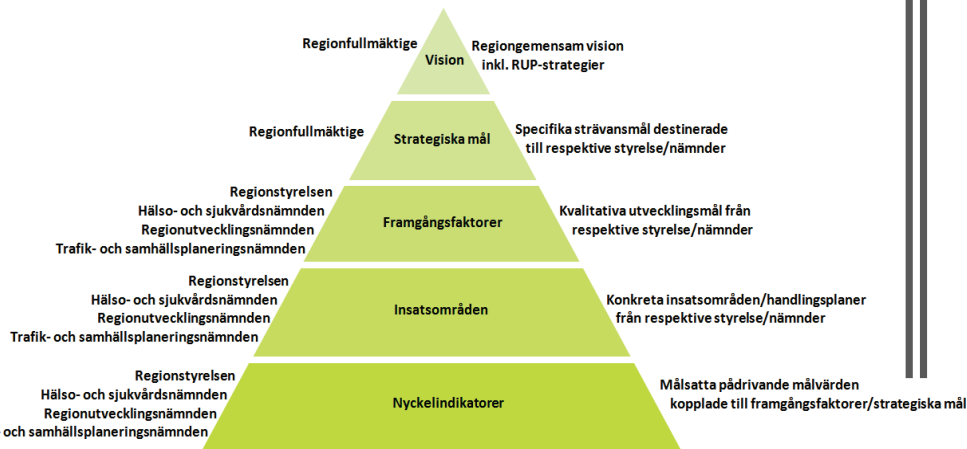 Regionfullmäktige
Vision
Regiongemensam vision
inkl. RUP-strategier
Regionfullmäktige
Strategiska mål
Specifika strävansmål destinerade
till respektive styrelse/nämnder
Regionstyrelsen
Hälso- och sjukvårdsnämnden
Regionutvecklingsnämnden
Trafik- och samhällsplaneringsnämnden
Framgångsfaktorer
Kvalitativa utvecklingsmål från
respektive styrelse/nämnder
Regionstyrelsen
Hälso- och sjukvårdsnämnden
Regionutvecklingsnämnden
Trafik- och samhällsplaneringsnämnden
Insatsområden
Konkreta insatsområden/handlingsplaner
från respektive styrelse/nämnder
Regionstyrelsen
Hälso- och sjukvårdsnämnden
Regionutvecklingsnämnden
och samhällsplaneringsnämnden
Nyckelindikatorer
Målsatta pådrivande målvärden
kopplade till framgångsfaktorer/strategiska mål